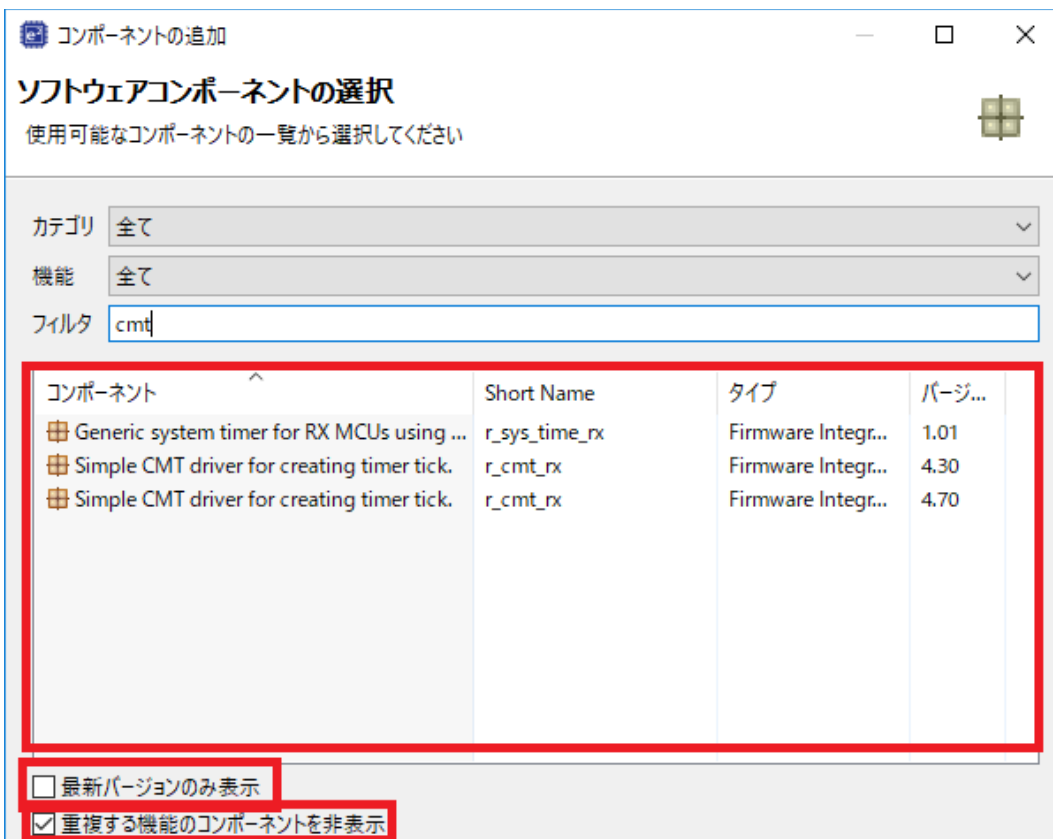 コンポーネントの追加
ソフトウェアコンポーネントの選択
使用可能なコンポーネントの一覧から選択してください
カテゴリ 全て
機能 全て
フィルタ cmt
コンポーネント Short Name タイプ バージ...
Generic system timer for RX MCUs using ... r_sys_time_rx Firmware Integr... 1.01
Simple CMT driver for creating timer tick. r_cmt_rx Firmware Integr... 4.30
Simple CMT driver for creating timer tick. r_cmt_rx Firmware Integr... 4.70
最新バージョンのみ表示
重複する機能のコンポーネントを非表示